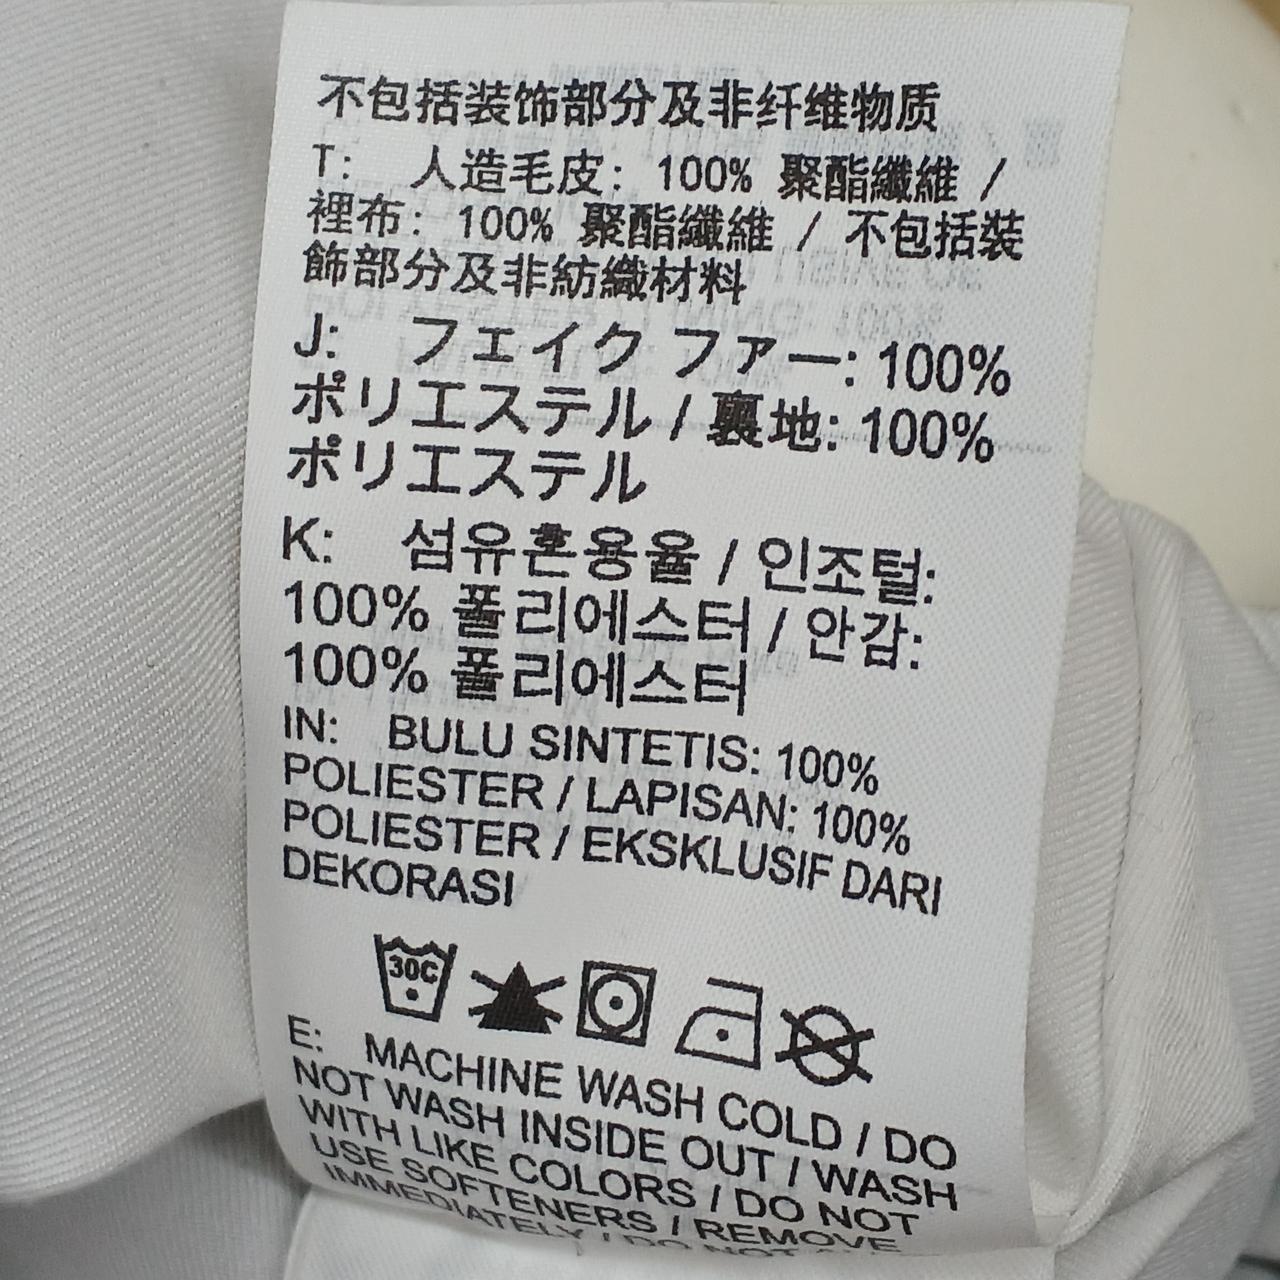 不包括装饰部分及非纤维物质
T: 人造毛皮: 100% 聚酯纖維 /
裡布: 100% 聚酯纖維 / 不包括裝
飾部分及非紡織材料
J: フェイク ファー: 100%
ポリエステル / 裏地: 100%
ポリエステル
K: 섬유혼용율 / 인조털:
100% 폴리에스터 / 안감:
100% 폴리에스터
IN: BULU SINTETIS: 100%
POLIESTER / LAPISAN: 100%
POLIESTER / EKSKLUSIF DARI
DEKORASI
30C
E: MACHINE WASH COLD / DO
NOT WASH INSIDE OUT / WASH
WITH LIKE COLORS / DO NOT
USE SOFTENERS / REMOVE
IMMEDIATELY / DO NOT